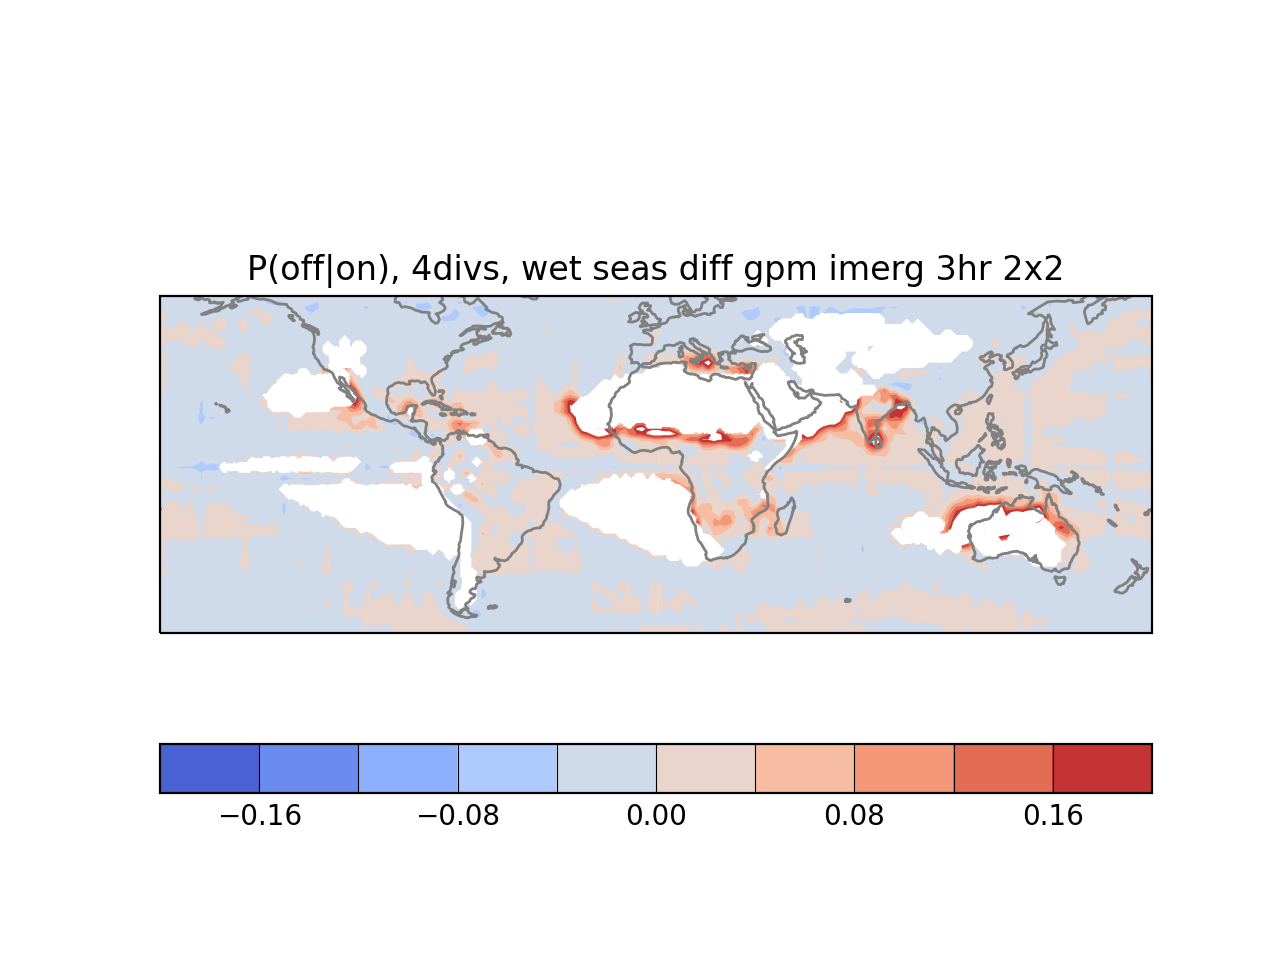 P(off|on), 4divs, wet seas diff gpm imerg 3hr 2x2
−0.16 −0.08 0.00 0.08 0.16